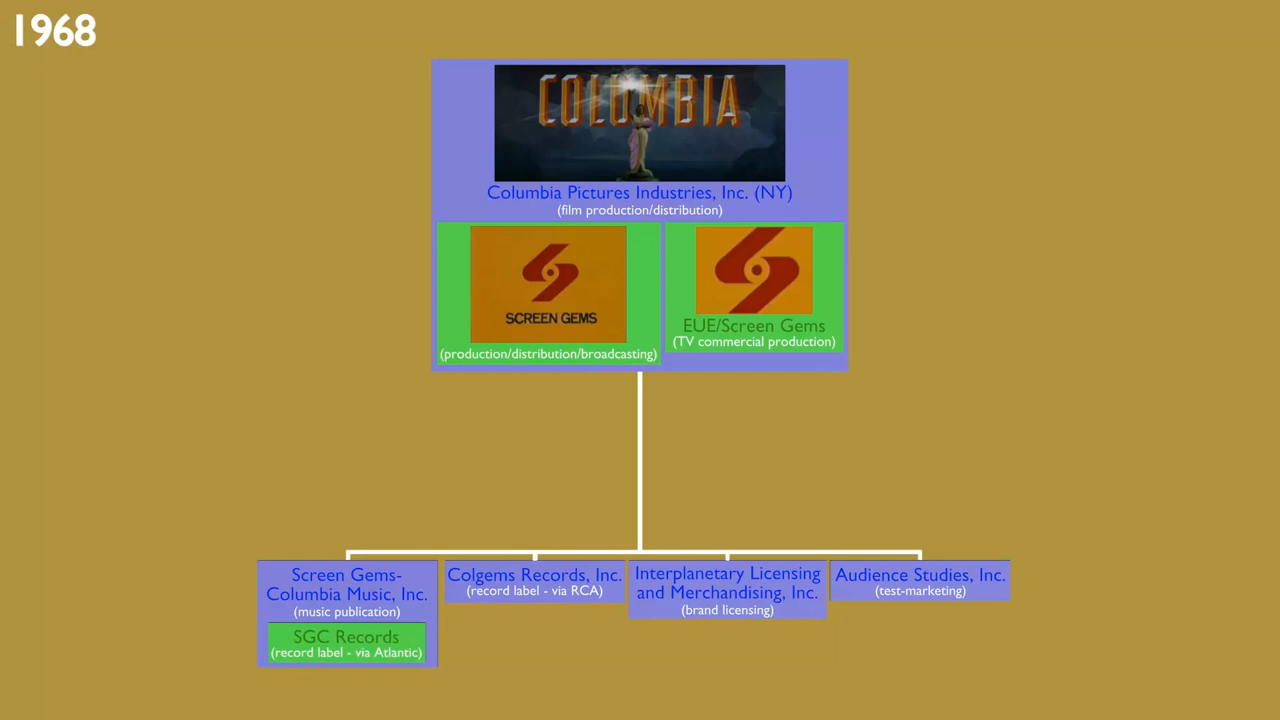 1968
COLUMBIA
Columbia Pictures Industries, Inc. (NY)
(film production/distribution)
SCREEN GEMS
(production/distribution/broadcasting)
EUE/Screen Gems
(TV commercial production)
Screen Gems-
Columbia Music, Inc.
(music publication)
SGC Records
(record label - via Atlantic)
Colgems Records, Inc.
(record label - via RCA)
Interplanetary Licensing
and Merchandising, Inc.
(brand licensing)
Audience Studies, Inc.
(test-marketing)